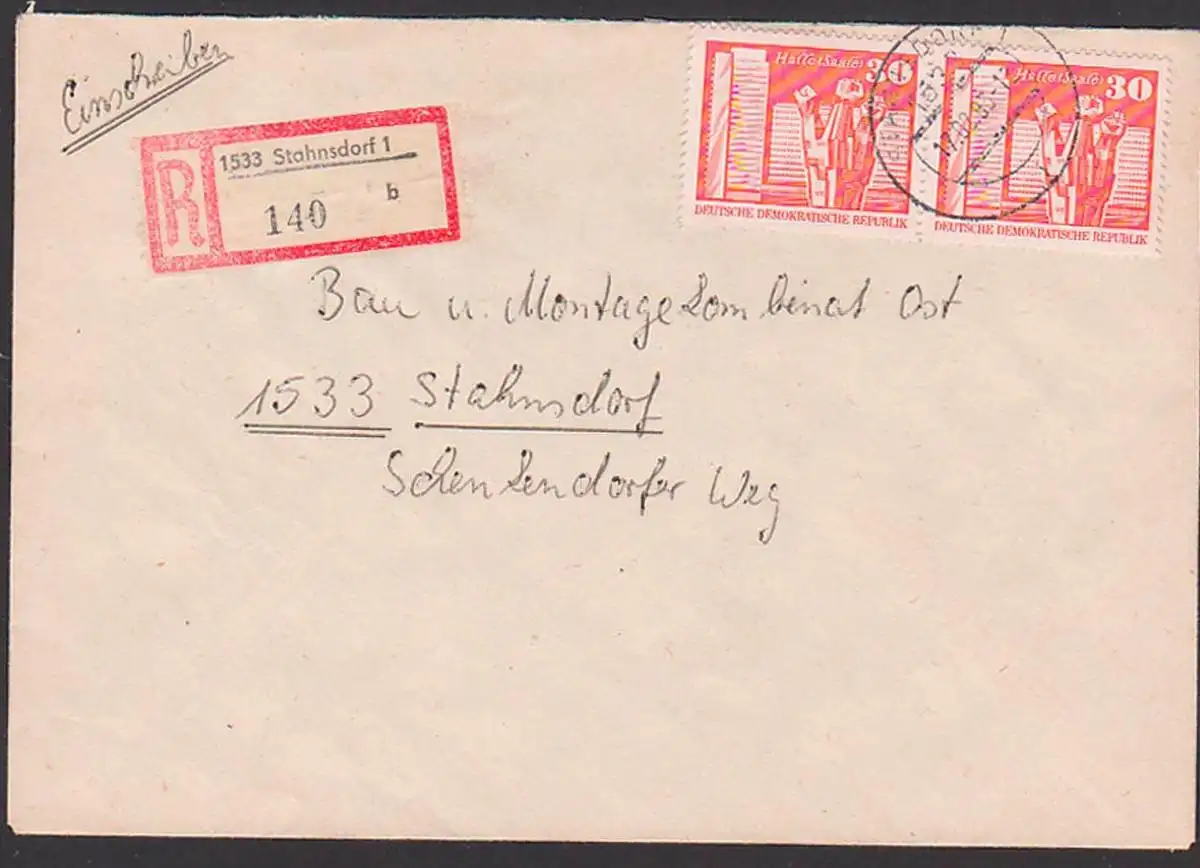 Einschreiben
R
1533 Stahnsdorf 1
b
140
Halle (Saale) 30
DEUTSCHE DEMOKRATISCHE REPUBLIK
Halle (Saale) 30
DEUTSCHE DEMOKRATISCHE REPUBLIK
Bau u. Montagekombinat Ost
1533 Stahnsdorf
Schenkendorfer Weg